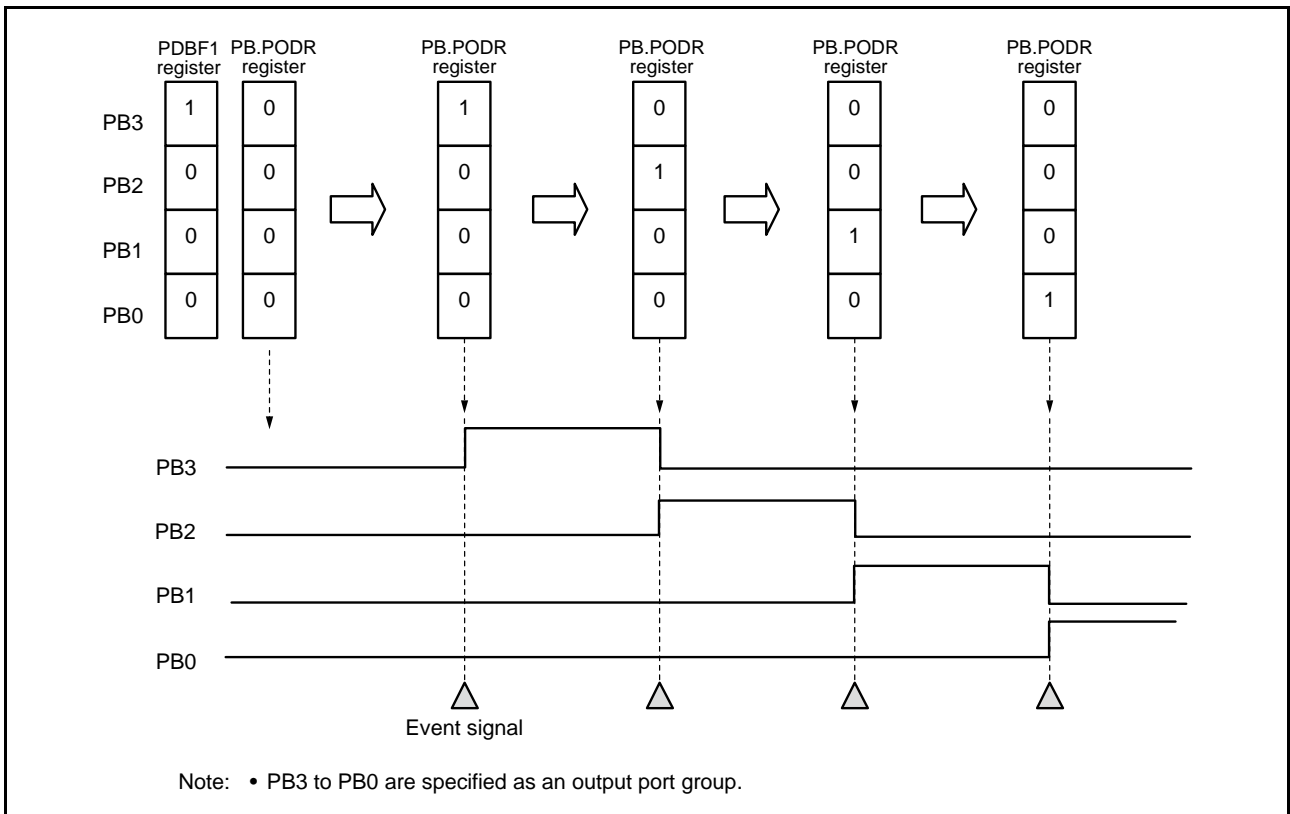 PDBF1 PB.PODR PB.PODR PB.PODR PB.PODR PB.PODR
register register register register register register
PB3 1 0 1 0 0 0
PB2 0 0 0 1 0 0
PB1 0 0 0 0 1 0
PB0 0 0 0 0 0 1
PB3
PB2
PB1
PB0
Event signal
Note: • PB3 to PB0 are specified as an output port group.